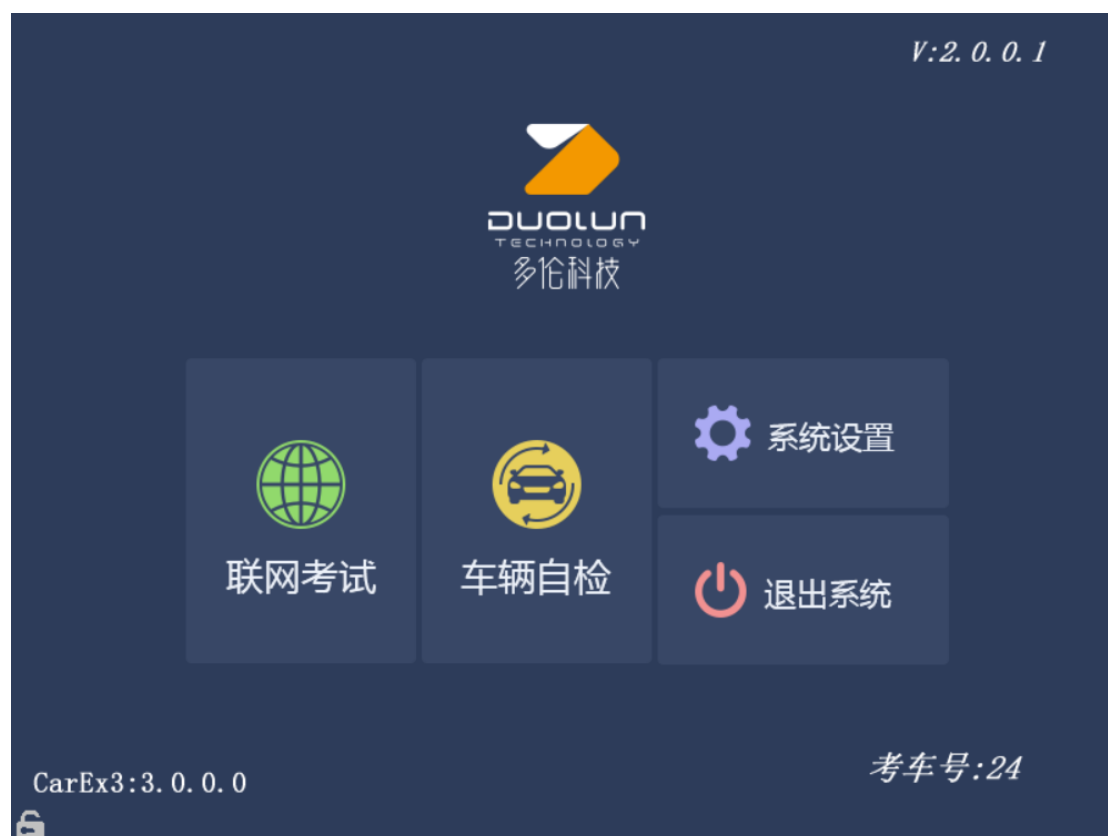 V:2.0.0.1
DUOLUN
TECHNOLOGY
多伦科技
系统设置
联网考试
车辆自检
退出系统
考车号:24
CarEx3:3.0.0.0